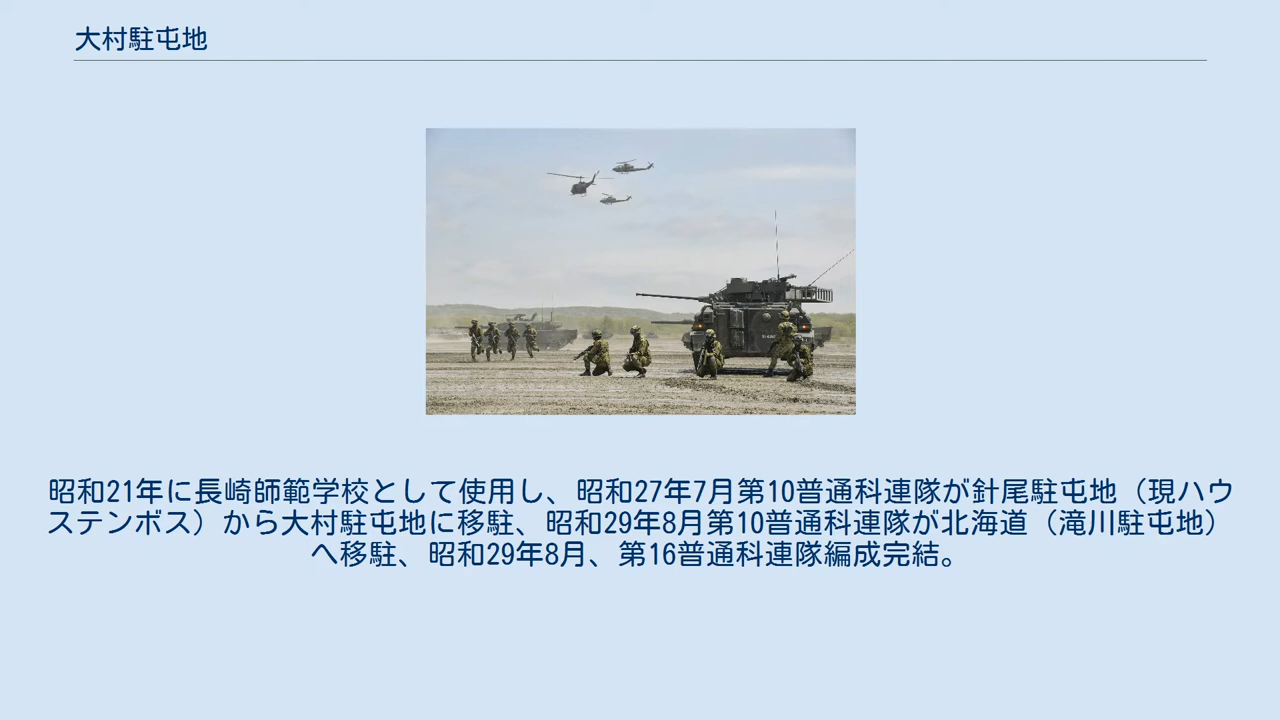 大村駐屯地
昭和21年に長崎師範学校として使用し、昭和27年7月第10普通科連隊が針尾駐屯地（現ハウ
ステンボス）から大村駐屯地に移駐、昭和29年8月第10普通科連隊が北海道（滝川駐屯地）
へ移駐、昭和29年8月、第16普通科連隊編成完結。